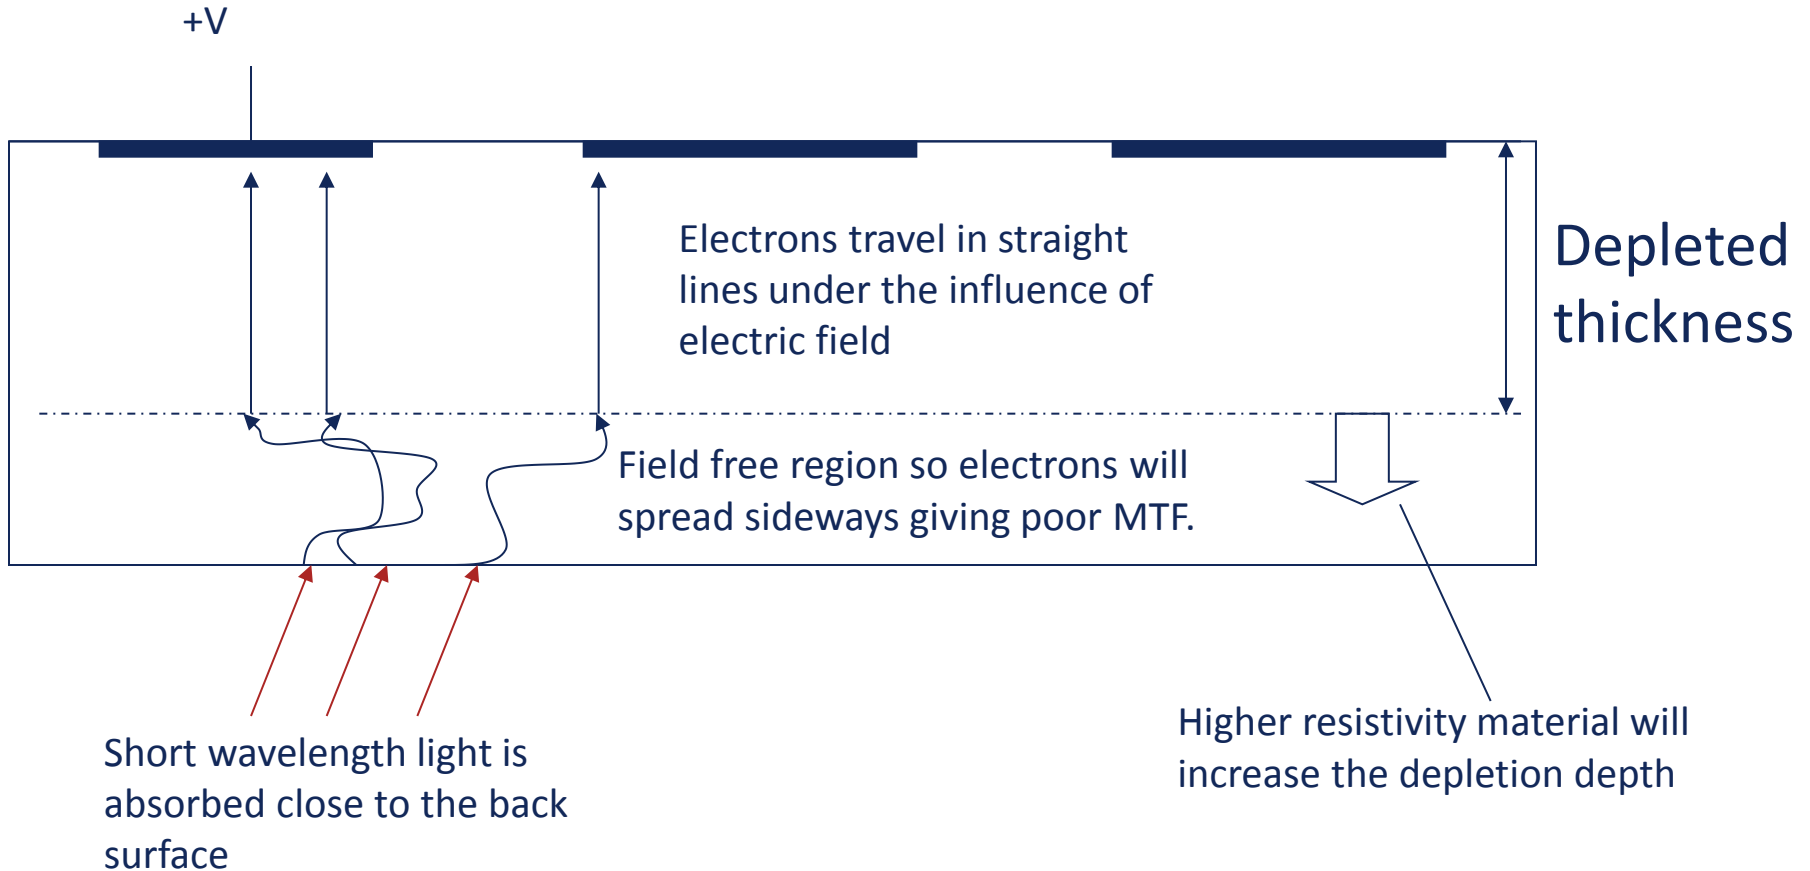 +V
Electrons travel in straight
lines under the influence of
electric field
Depleted
thickness
Field free region so electrons will
spread sideways giving poor MTF.
Short wavelength light is
absorbed close to the back
surface
Higher resistivity material will
increase the depletion depth